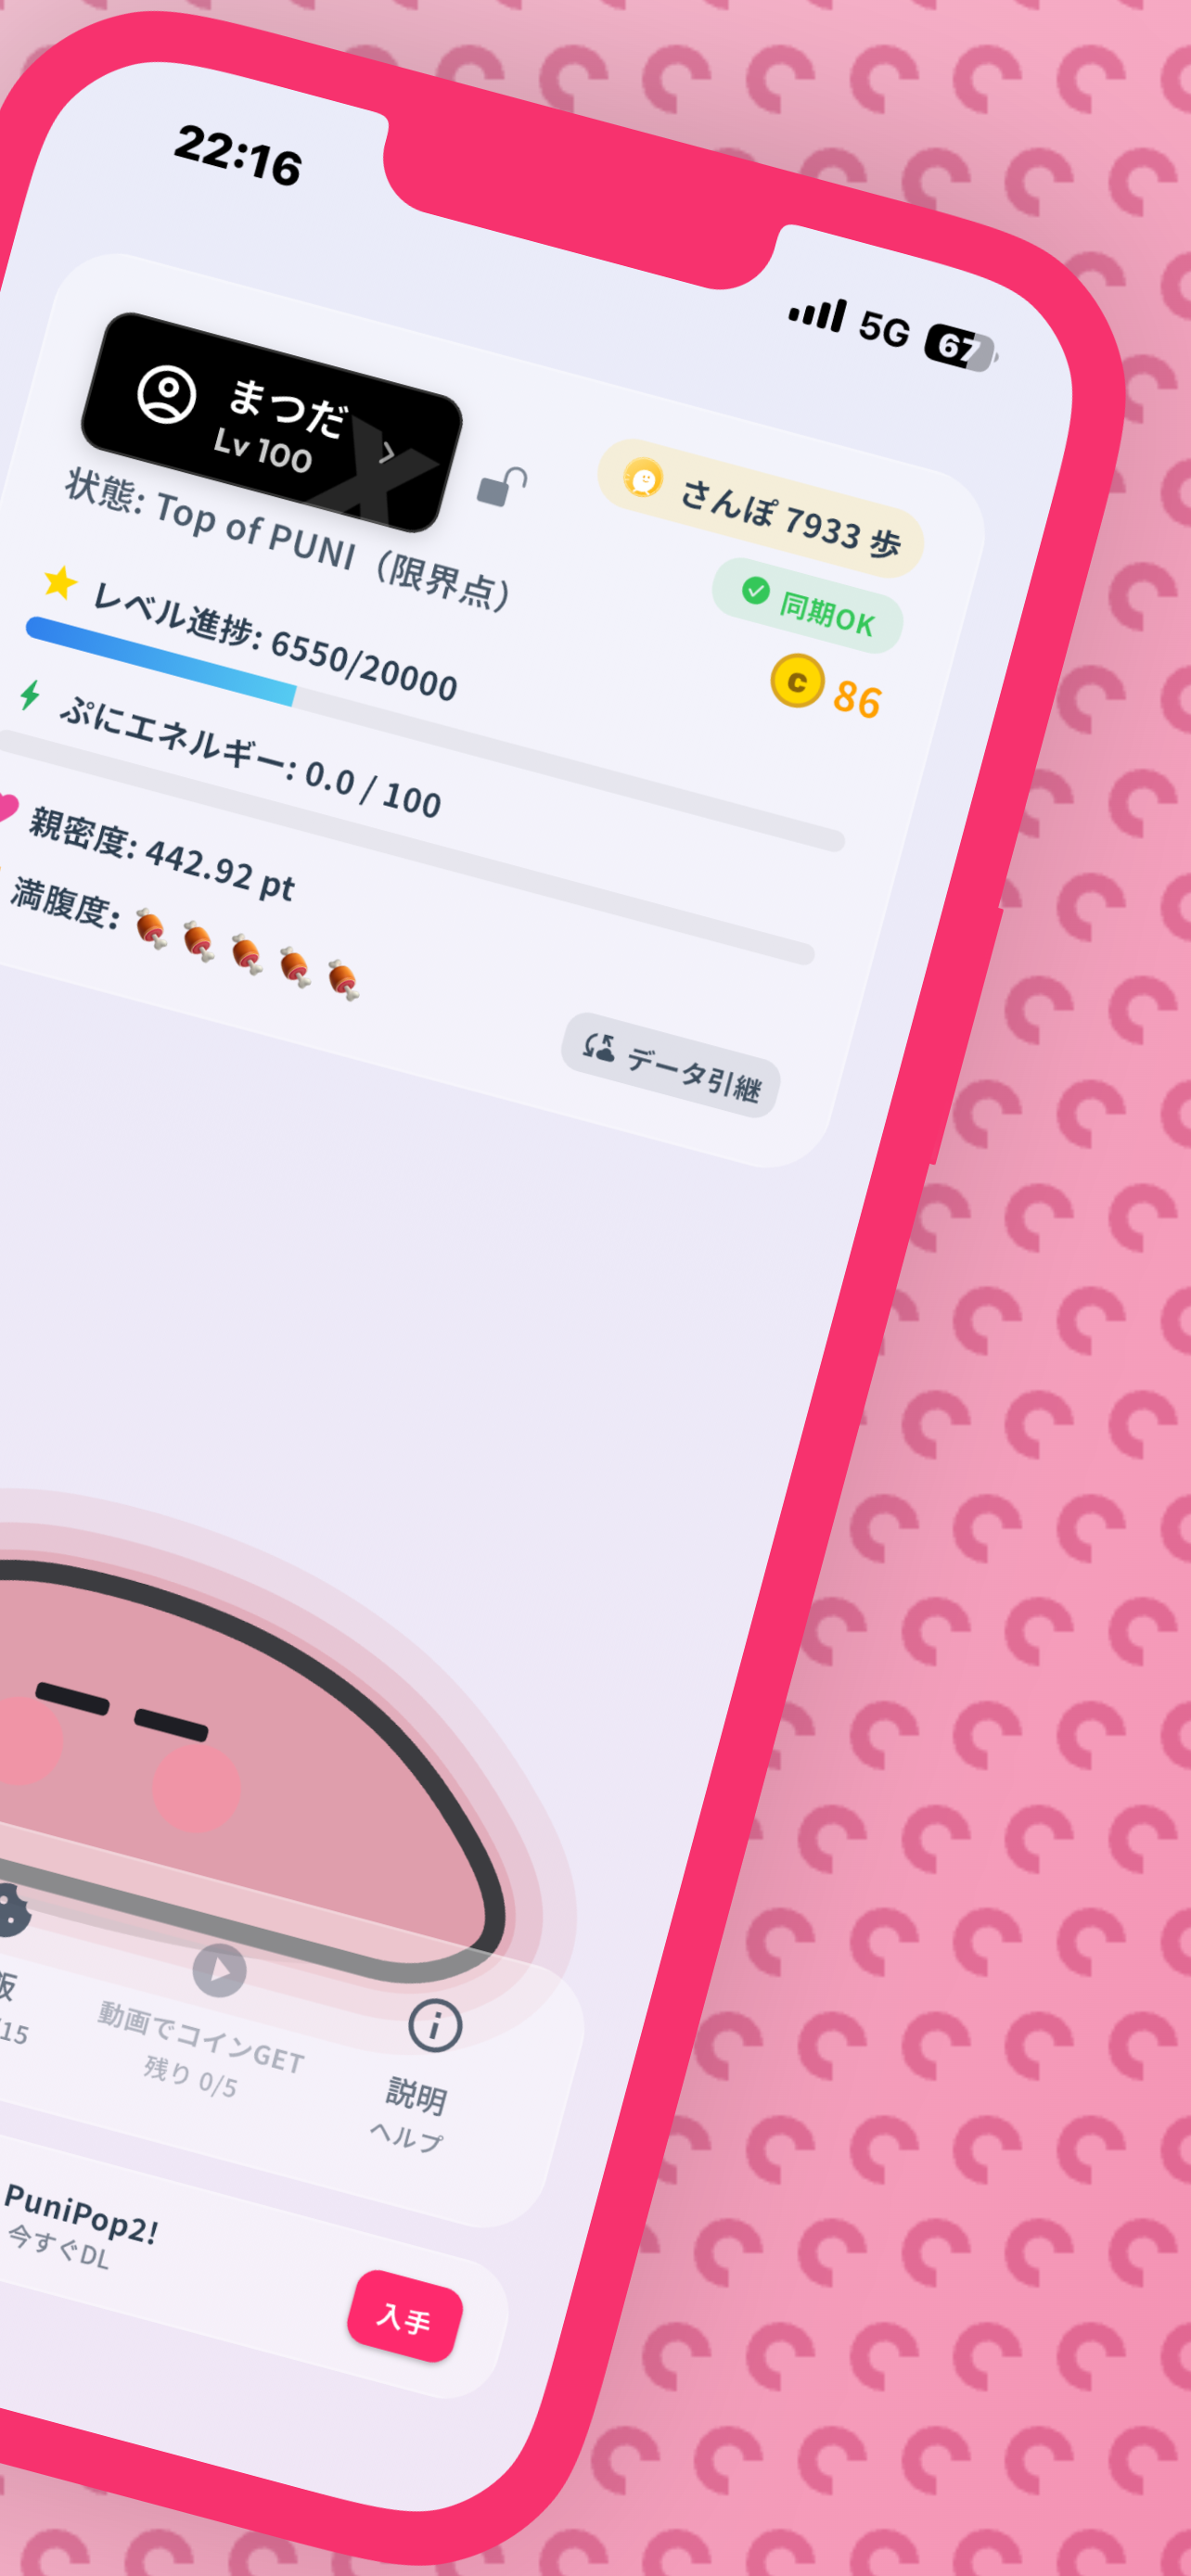 22:16
5G 67
まつだ
Lv 100
さんぽ 7933 歩
状態: Top of PUNI（限界点）
同期OK
C 86
レベル進捗: 6550/20000
ぷにエネルギー: 0.0 / 100
親密度: 442.92 pt
満腹度:
データ引継
飯
/15
動画でコインGET
残り 0/5
説明
ヘルプ
PuniPop2!
今すぐDL
入手